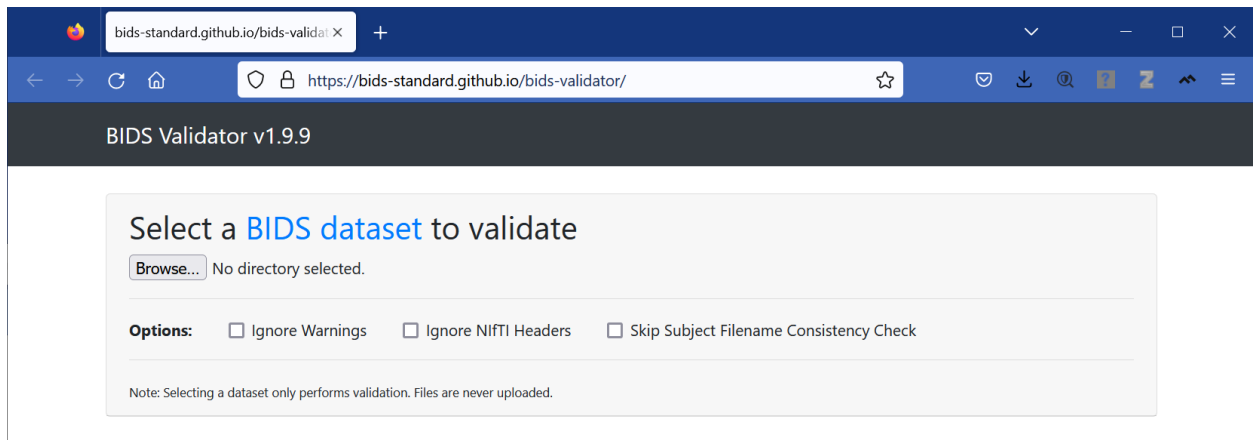 bids-standard.github.io/bids-validat
https://bids-standard.github.io/bids-validator/
BIDS Validator v1.9.9
Select a BIDS dataset to validate
Browse... No directory selected.
Options: Ignore Warnings Ignore NIfTI Headers Skip Subject Filename Consistency Check
Note: Selecting a dataset only performs validation. Files are never uploaded.